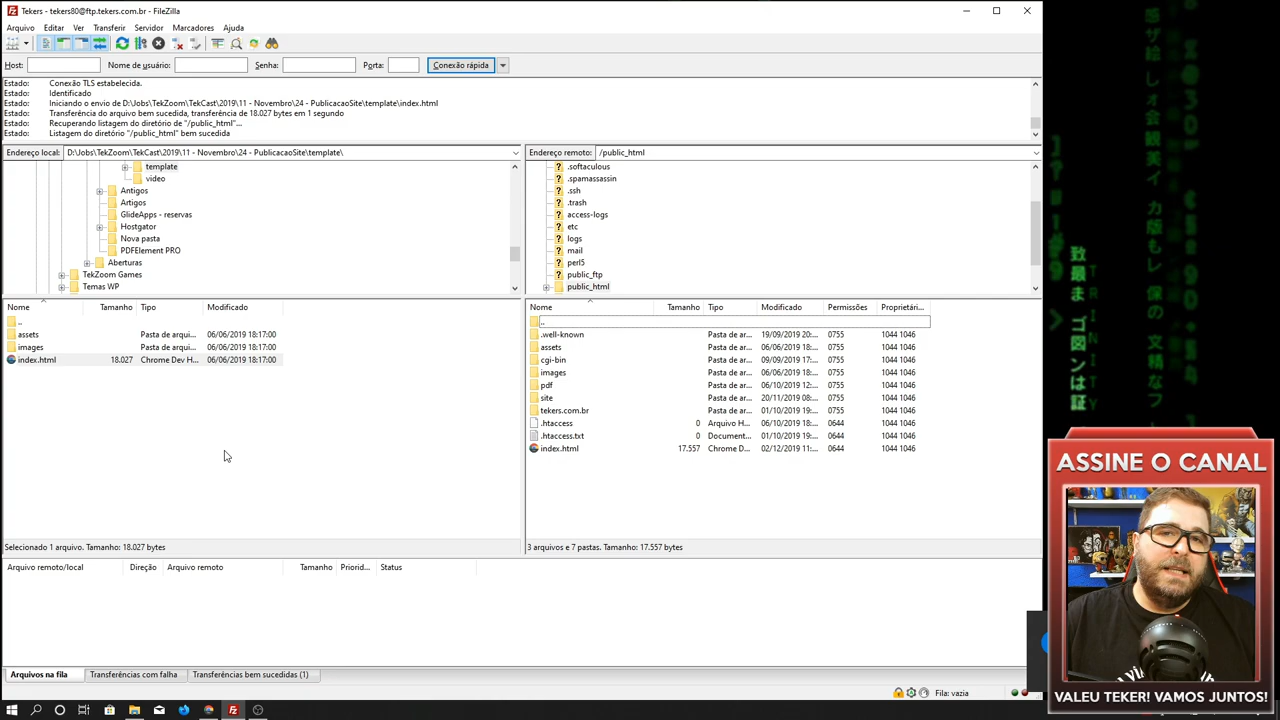 Tekers - tekers80@ftp.tekers.com.br - FileZilla
Arquivo Editar Ver Transferir Servidor Marcadores Ajuda
Host: Nome de usuário: Senha: Porta: Conexão rápida
Estado: Conexão TLS estabelecida.
Estado: Identificado
Estado: Iniciando o envio de D:\Jobs\TekZoom\TekCast\2019\11 - Novembro\24 - PublicacaoSite\template\index.html
Estado: Transferência do arquivo bem sucedida, transferência de 18.027 bytes em 1 segundo
Estado: Recuperando listagem do diretório de "/public_html"...
Estado: Listagem do diretório "/public_html" bem sucedida
Endereço local: D:\Jobs\TekZoom\TekCast\2019\11 - Novembro\24 - PublicacaoSite\template\
template
video
Antigos
Artigos
GlideApps - reservas
Hostgator
Nova pasta
PDFElement PRO
Aberturas
TekZoom Games
Temas WP
Endereço remoto: /public_html
.softaculous
.spamassassin
.ssh
.trash
access-logs
etc
logs
mail
perl5
public_ftp
public_html
Nome Tamanho Tipo Modificado
..
assets Pasta de arqui... 06/06/2019 18:17:00
images Pasta de arqui... 06/06/2019 18:17:00
index.html 18.027 Chrome Dev H... 06/06/2019 18:17:00
Selecionado 1 arquivo. Tamanho: 18.027 bytes
Nome Tamanho Tipo Modificado Permissões Proprietári...
..
.well-known Pasta de ar... 19/09/2019 20:... 0755 1044 1046
assets Pasta de ar... 06/06/2019 18:... 0755 1044 1046
cgi-bin Pasta de ar... 09/09/2019 17:... 0755 1044 1046
images Pasta de ar... 06/06/2019 18:... 0755 1044 1046
pdf Pasta de ar... 06/10/2019 12:... 0755 1044 1046
site Pasta de ar... 20/11/2019 08:... 0755 1044 1046
tekers.com.br Pasta de ar... 01/10/2019 19:... 0755 1044 1046
.htaccess 0 Arquivo H... 06/10/2019 18:... 0644 1044 1046
.htaccess.txt 0 Document... 01/10/2019 19:... 0644 1044 1046
index.html 17.557 Chrome D... 02/12/2019 11:... 0644 1044 1046
3 arquivos e 7 pastas. Tamanho: 17.557 bytes
Arquivo remoto/local Direção Arquivo remoto Tamanho Priorid... Status
Arquivos na fila Transferências com falha Transferências bem sucedidas (1)
Fila: vazia
TRINITY
ASSINE O CANAL
VALEU TEKER! VAMOS JUNTOS!